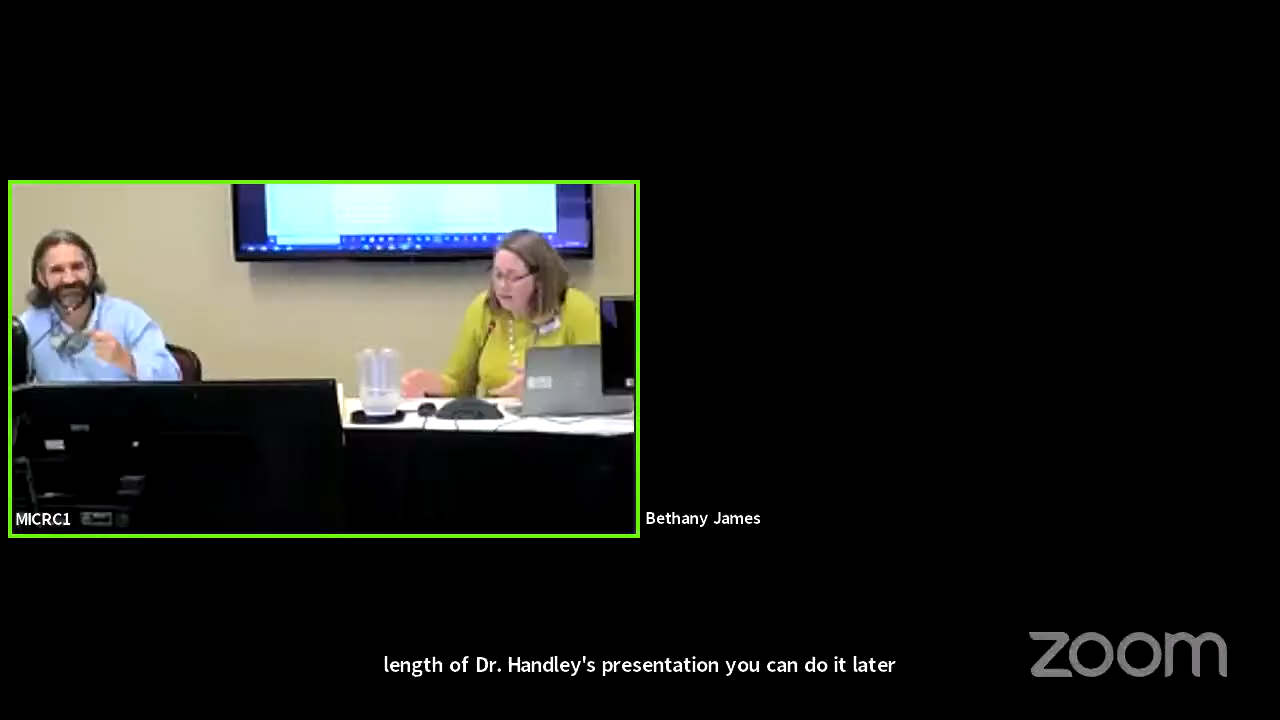 MICRC1
Bethany James
length of Dr. Handley's presentation you can do it later
zoom